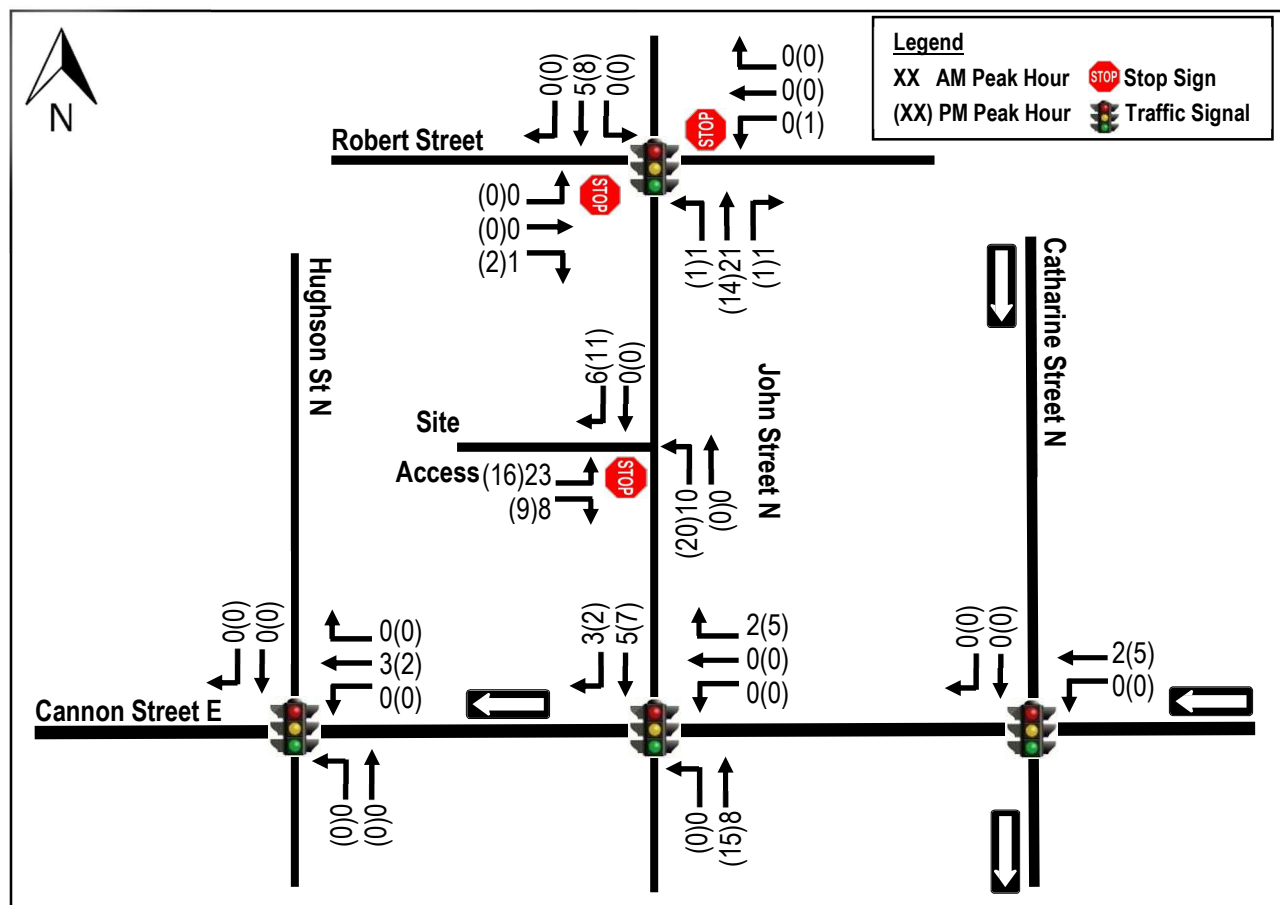 Legend
XX AM Peak Hour
STOP Stop Sign
(XX) PM Peak Hour
Traffic Signal
N
0(0)
5(8)
0(0)
0(0)
0(0)
0(1)
STOP
Robert Street
(0)0
(0)0
(2)1
STOP
(1)1
(14)21
(1)1
Hughson St N
Catharine Street N
John Street N
6(11)
0(0)
Site
Access
(16)23
(9)8
STOP
(20)10
(0)0
0(0)
0(0)
0(0)
3(2)
0(0)
3(2)
5(7)
2(5)
0(0)
0(0)
0(0)
0(0)
2(5)
0(0)
Cannon Street E
(0)0
(0)0
(0)0
(15)8